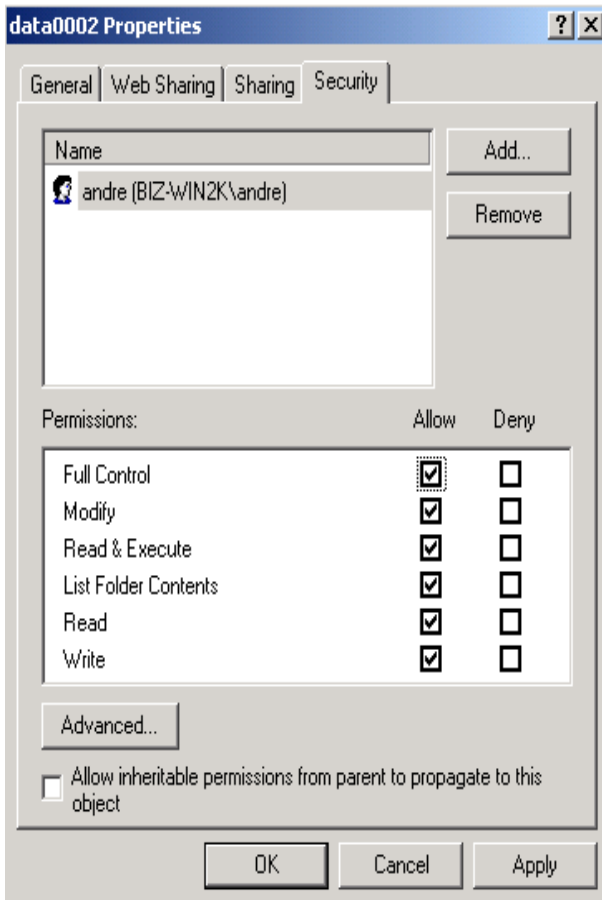 data0002 Properties
General Web Sharing Sharing Security
Name
Add...
andre (BIZ-WIN2K\andre)
Remove
Permissions: Allow Deny
Full Control
Modify
Read & Execute
List Folder Contents
Read
Write
Advanced...
Allow inheritable permissions from parent to propagate to this
object
OK Cancel Apply